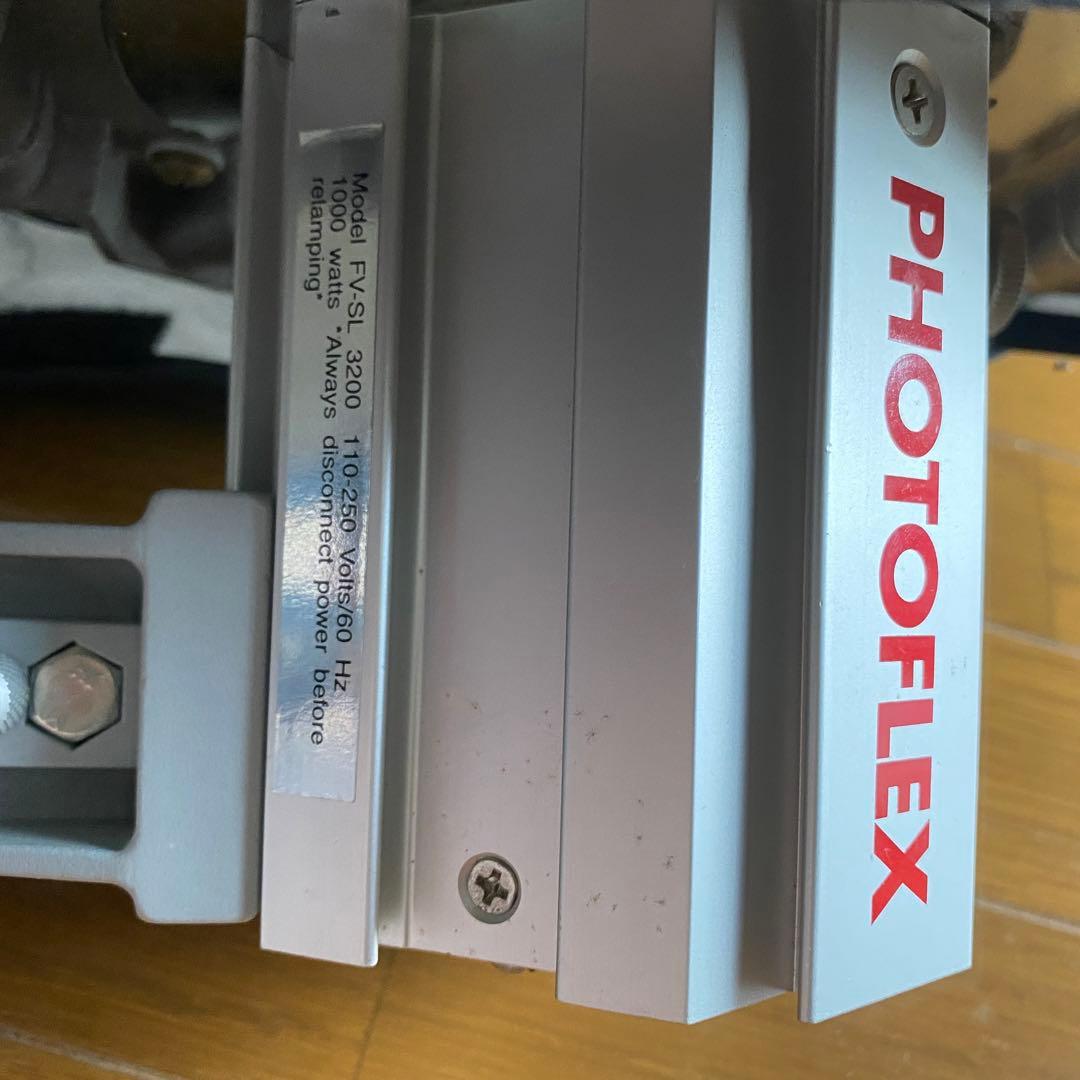 PHOTOFLEX
Model FV-SL 3200 110-250 Volts/60 Hz
1000 watts *Always disconnect power before
relamping*